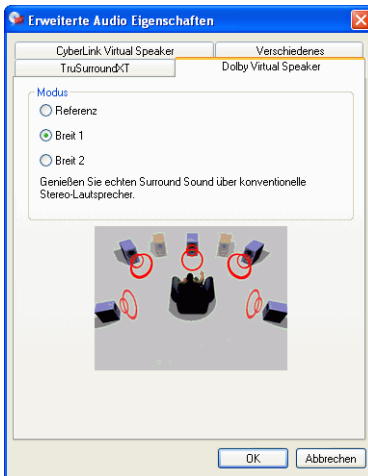 Erweiterte Audio Eigenschaften
CyberLink Virtual Speaker
Verschiedenes
TruSurroundXT
Dolby Virtual Speaker
Modus
Referenz
Breit 1
Breit 2
Genießen Sie echten Surround Sound über konventionelle
Stereo-Lautsprecher.
OK
Abbrechen